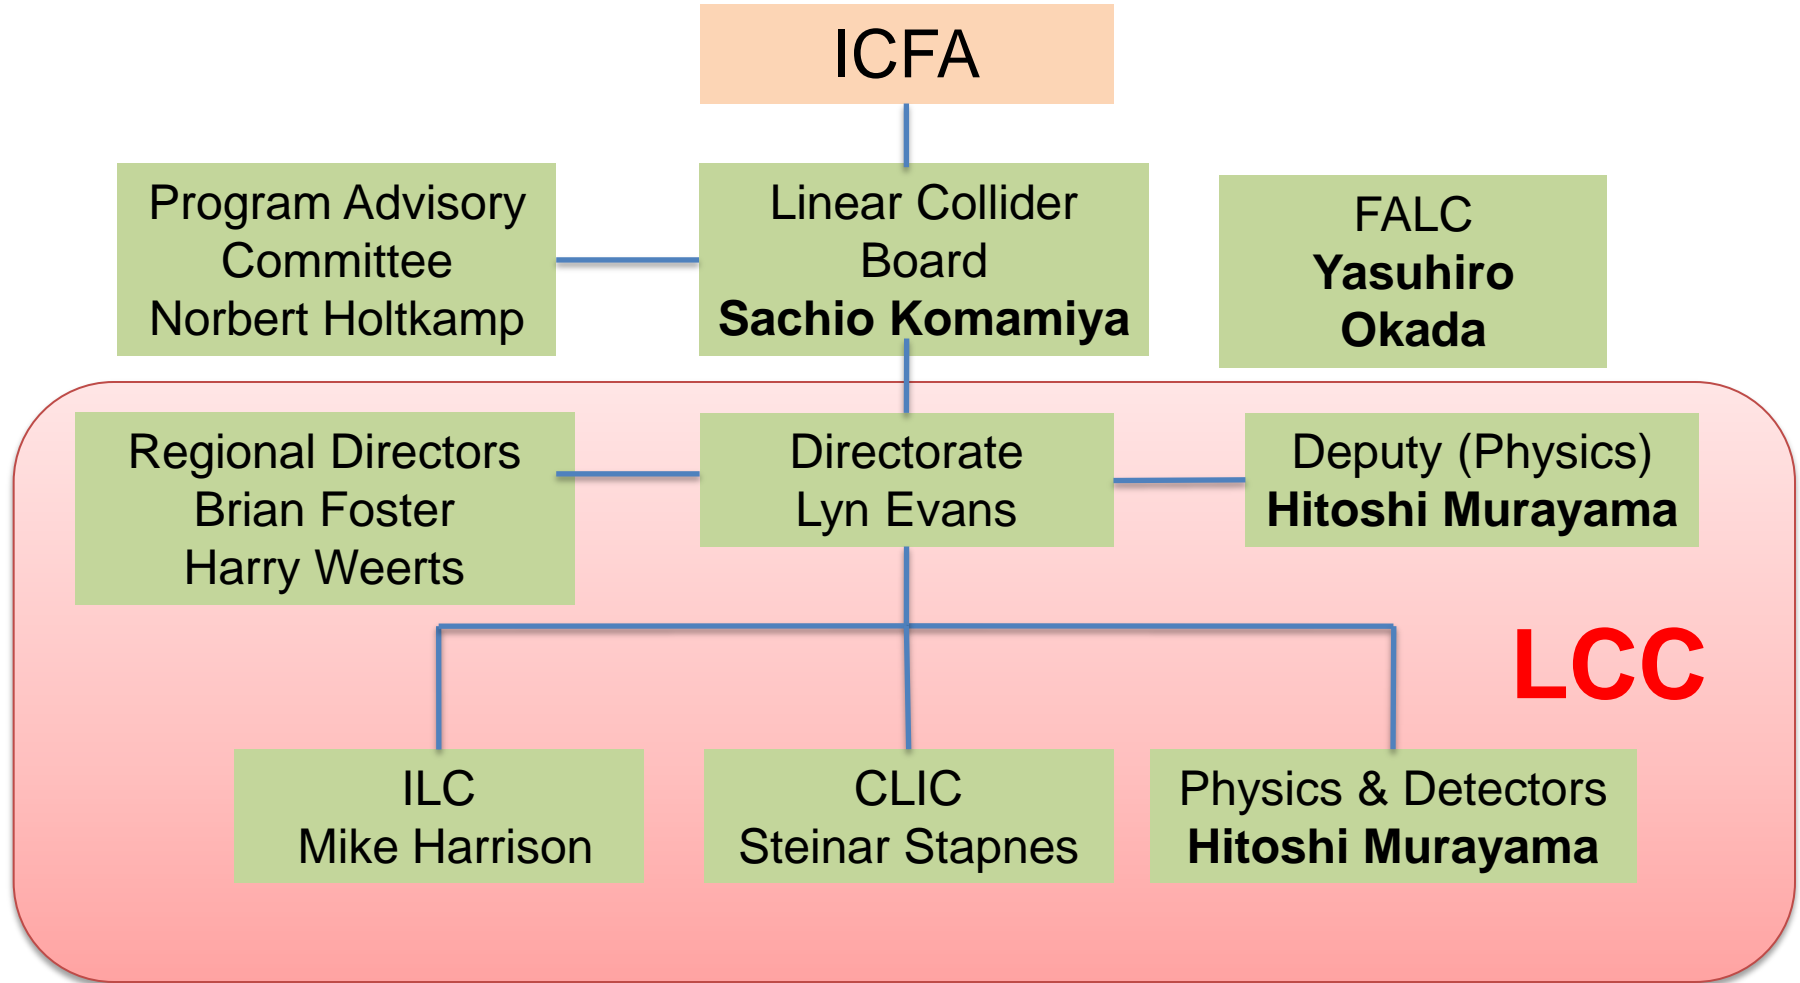 ICFA
Program Advisory
Committee
Norbert Holtkamp
Linear Collider
Board
Sachio Komamiya
FALC
Yasuhiro
Okada
Regional Directors
Brian Foster
Harry Weerts
Directorate
Lyn Evans
Deputy (Physics)
Hitoshi Murayama
LCC
ILC
Mike Harrison
CLIC
Steinar Stapnes
Physics & Detectors
Hitoshi Murayama